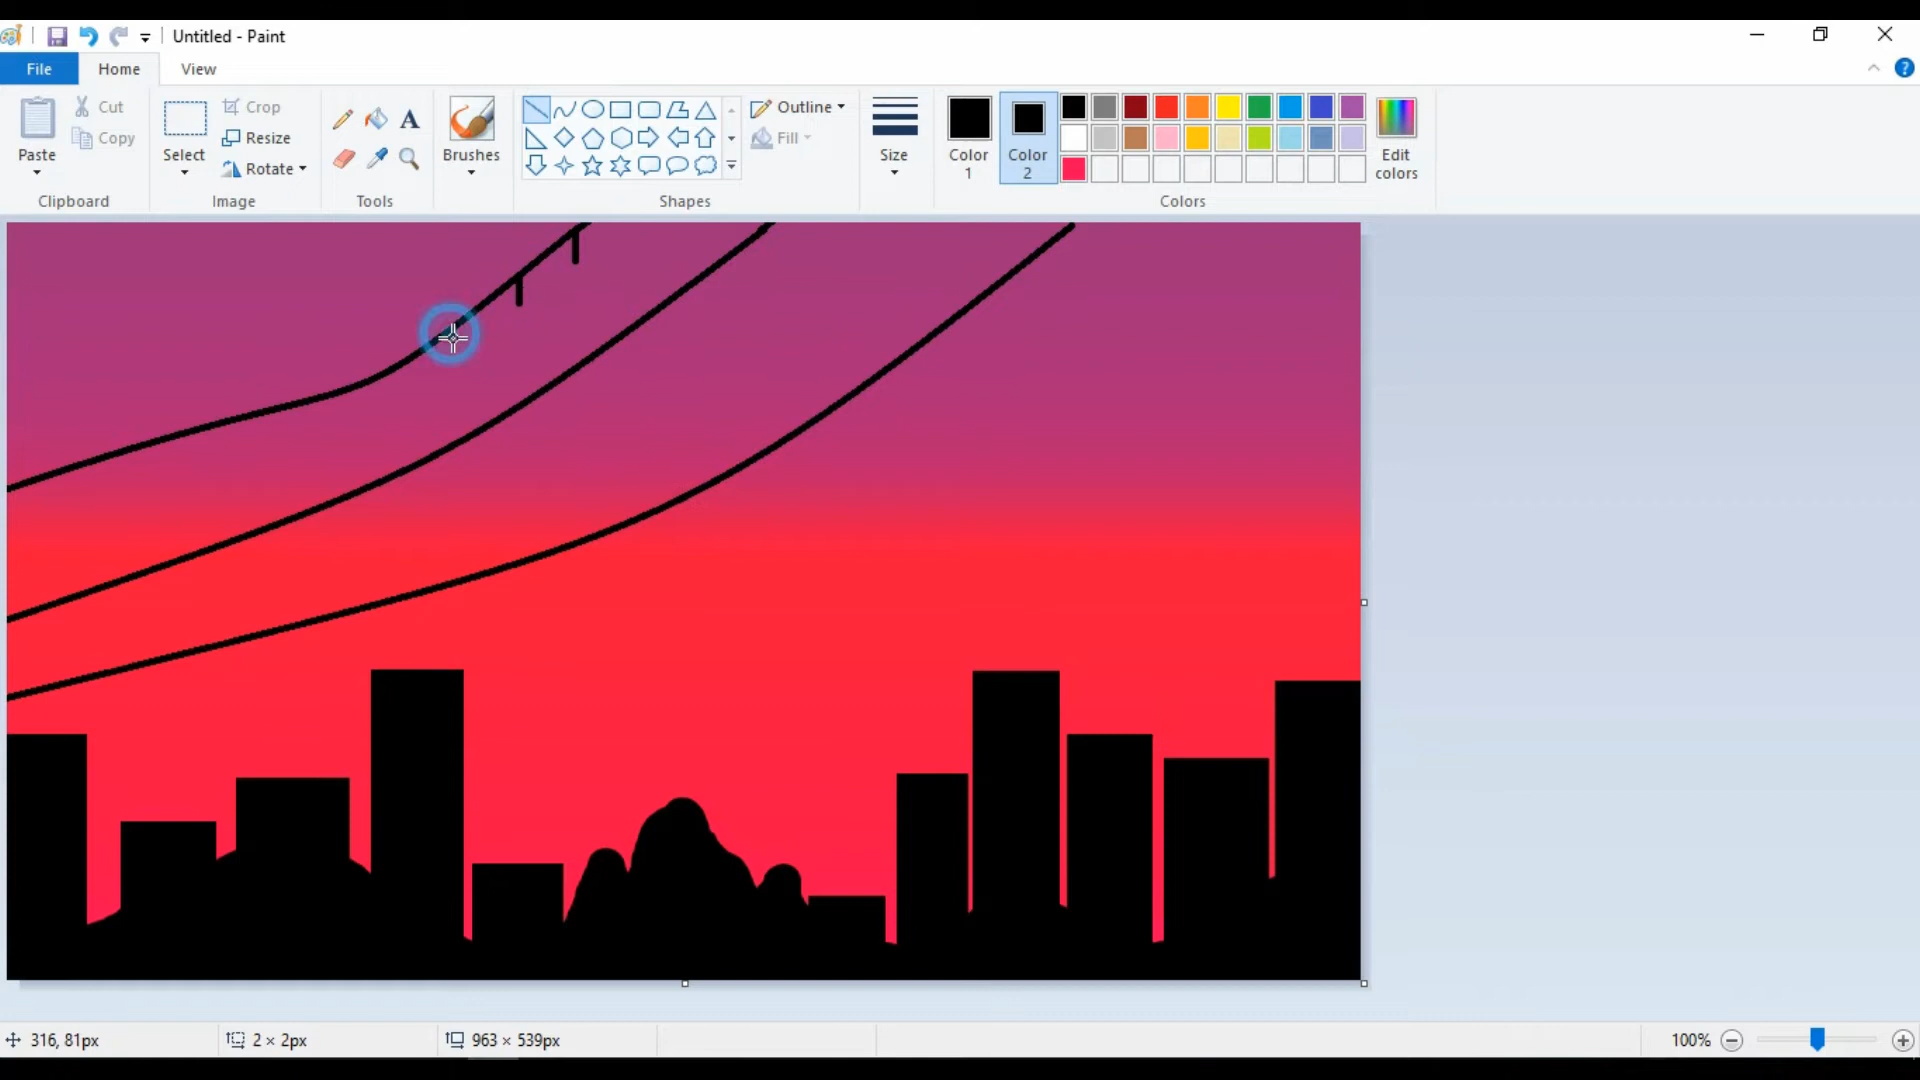 Untitled - Paint
File Home View
Cut
Copy
Paste
Clipboard
Crop
Resize
Rotate
Select
Image
Tools
Brushes
Outline
Fill
Shapes
Size
Color 1
Color 2
Edit colors
Colors
316, 81px
2 × 2px
963 × 539px
100%